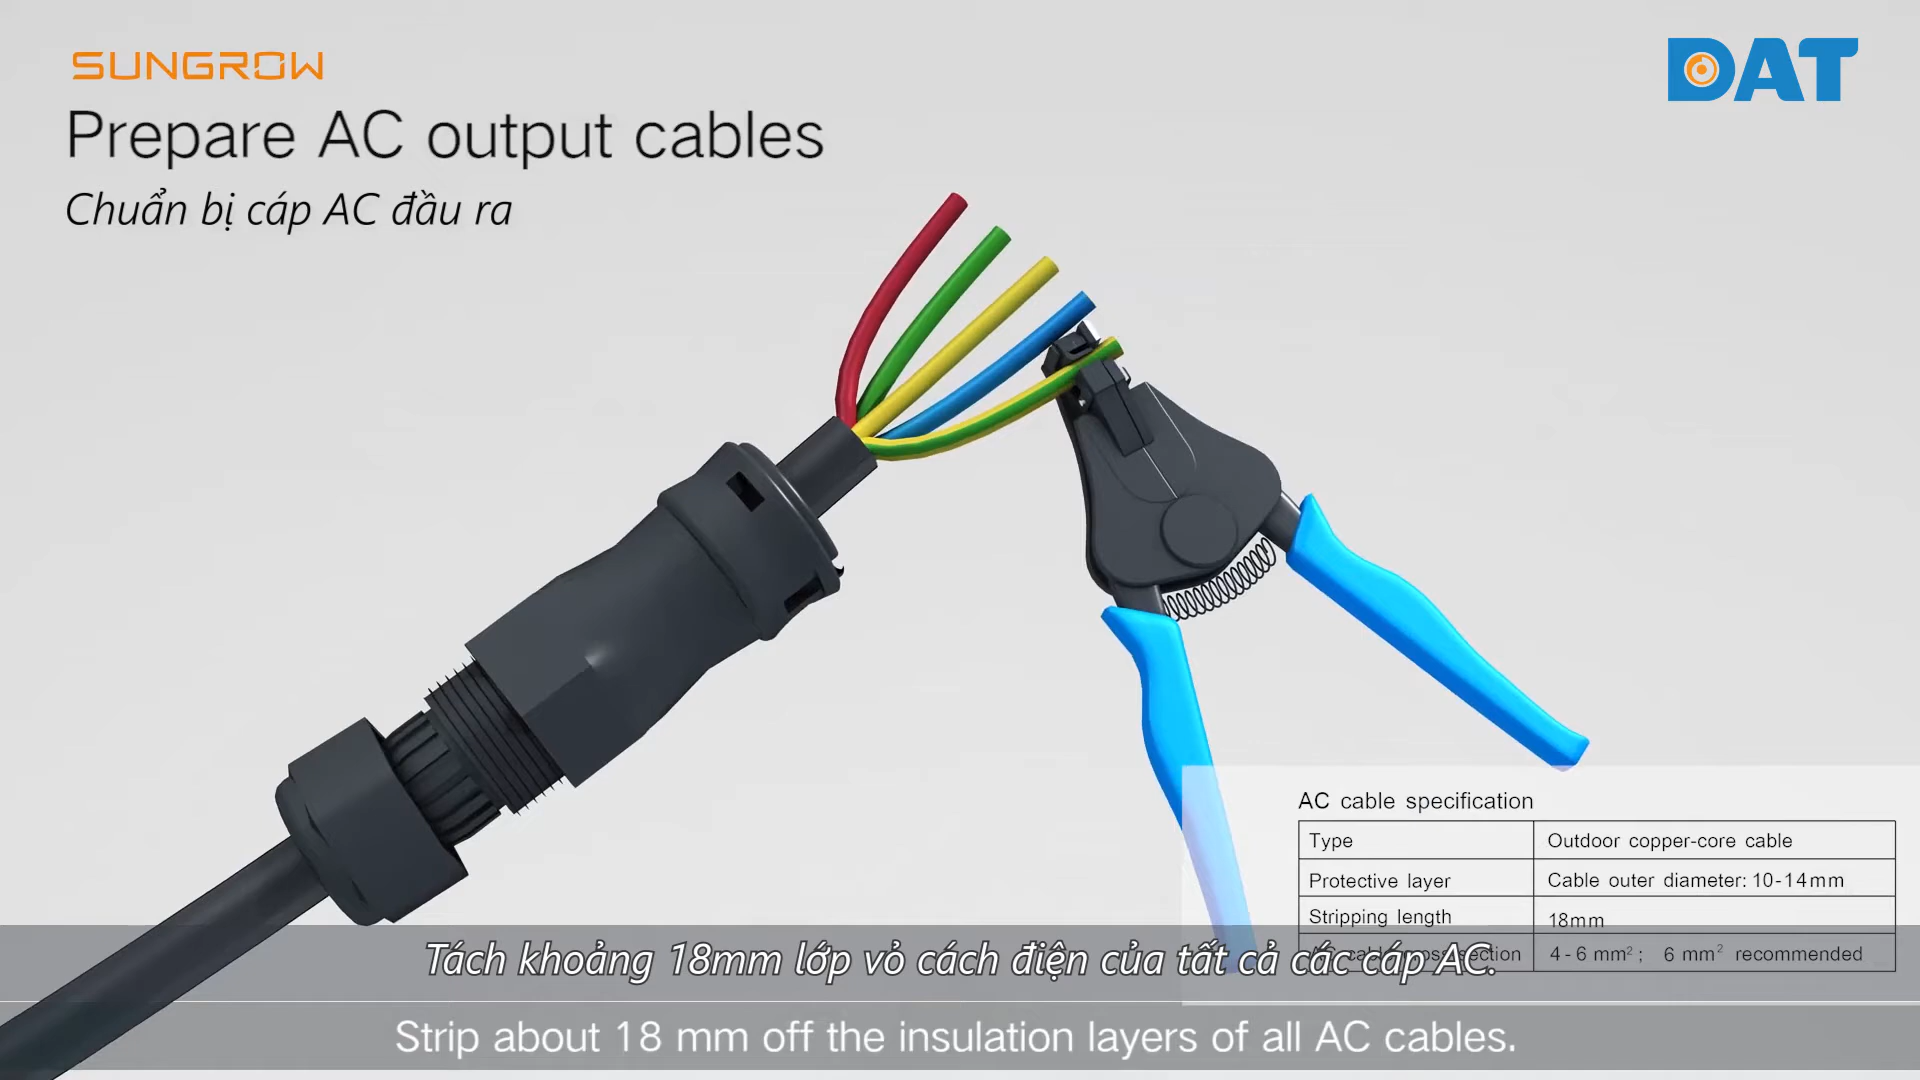 SUNGROW
DAT
Prepare AC output cables
Chuẩn bị cáp AC đầu ra
AC cable specification
Type Outdoor copper-core cable
Protective layer Cable outer diameter: 10-14mm
Stripping length 18mm
4-6 mm²; 6 mm² recommended
Tách khoảng 18mm lớp vỏ cách điện của tất cả các cáp AC.
Strip about 18 mm off the insulation layers of all AC cables.